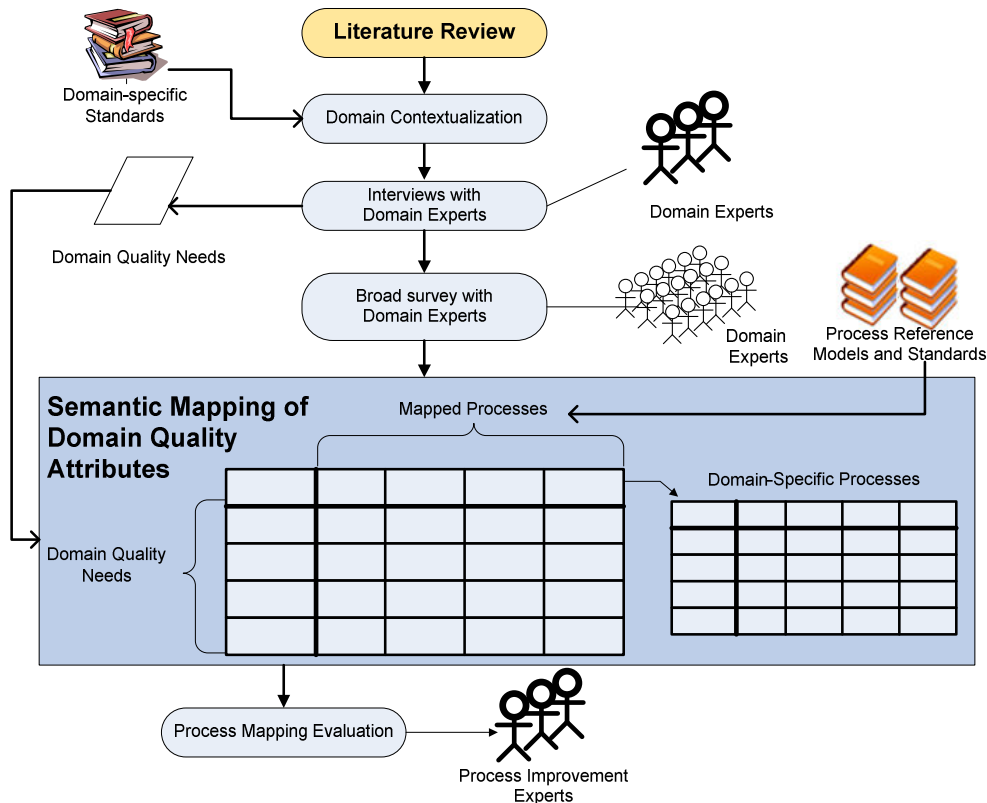 Literature Review
Domain-specific
Standards
Domain Contextualization
Interviews with
Domain Experts
Domain Experts
Domain Quality Needs
Broad survey with
Domain Experts
Domain
Experts
Process Reference
Models and Standards
Semantic Mapping of
Domain Quality
Attributes
Mapped Processes
Domain-Specific Processes
Domain Quality
Needs
Process Mapping Evaluation
Process Improvement
Experts